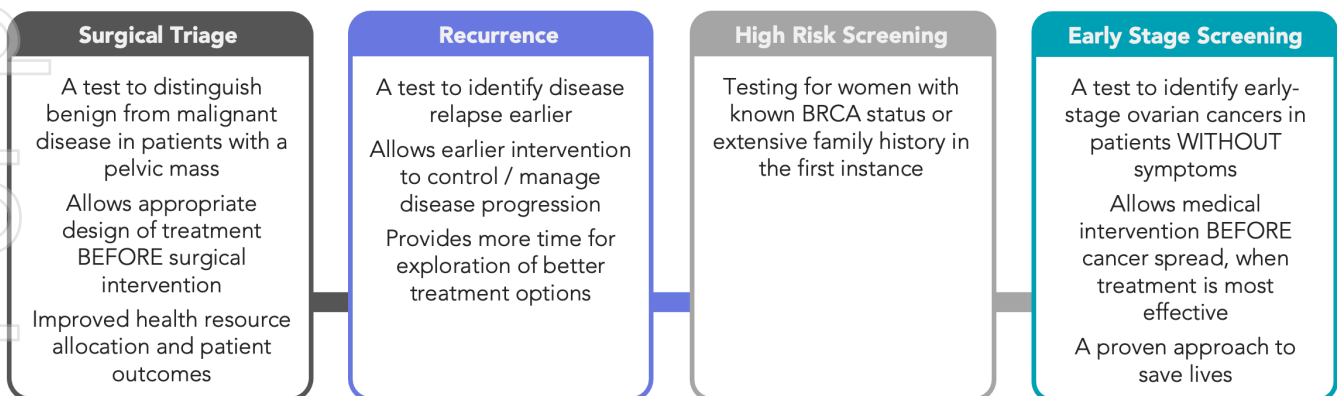 Surgical Triage
A test to distinguish
benign from malignant
disease in patients with a
pelvic mass
Allows appropriate
design of treatment
BEFORE surgical
intervention
Improved health resource
allocation and patient
outcomes
Recurrence
A test to identify disease
relapse earlier
Allows earlier intervention
to control / manage
disease progression
Provides more time for
exploration of better
treatment options
High Risk Screening
Testing for women with
known BRCA status or
extensive family history in
the first instance
Early Stage Screening
A test to identify early-
stage ovarian cancers in
patients WITHOUT
symptoms
Allows medical
intervention BEFORE
cancer spread, when
treatment is most
effective
A proven approach to
save lives